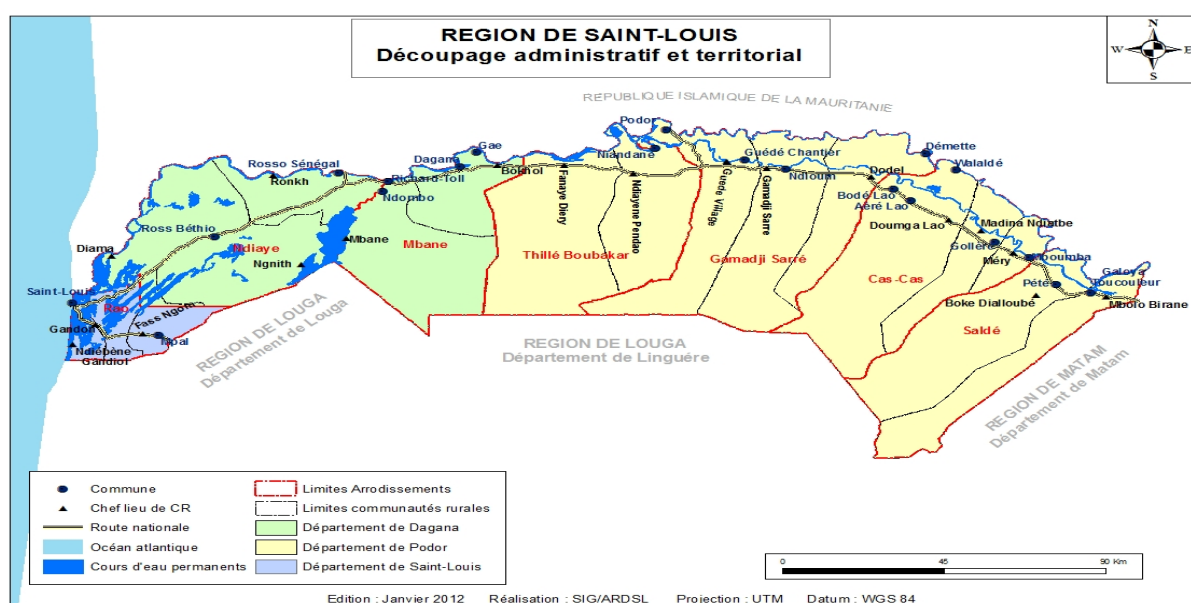 REGION DE SAINT-LOUIS
Découpage administratif et territorial
N
W
E
S
RÉPUBLIQUE ISLAMIQUE DE LA MAURITANIE
Podor
Gae
Niandane
Guédé Chantier
Démette
Rosso Sénégal
Dagana
Walaldé
Ronkh
Richard-Toll
Bokhol
Fanaye Diery
Ndiayene Pendao
Guede Village
Gamadji Sarre
Ndioum
Dodel
Ndombo
Bodé Lao
Aéré Lao
Ross Béthio
Ndiaye
Mbane
Mbane
Doumga Lao
Madina Ndiatbe
Diama
Thillé Boubakar
Golléré
Gamadji Sarré
Ngnith
Méry
Mboumba
Cas-Cas
Galoya
Toucouleur
Saint-Louis
Rao
Pété
Fass Ngom
Boke Dialloubé
Mboro Birane
Gandon
Mpal
Saldé
Ndiebène
Gandiol
REGION DE LOUGA
Département de Louga
REGION DE LOUGA
Département de Linguére
REGION DE MATAM
Département de Matam
Commune
Limites Arrodissements
Chef lieu de CR
Limites communautés rurales
Route nationale
Département de Dagana
Océan atlantique
Département de Podor
Cours d'eau permanents
Département de Saint-Louis
0
45
90 Km
Edition : Janvier 2012 Réalisation : SIG/ARDSL Projection : UTM Datum : WGS 84